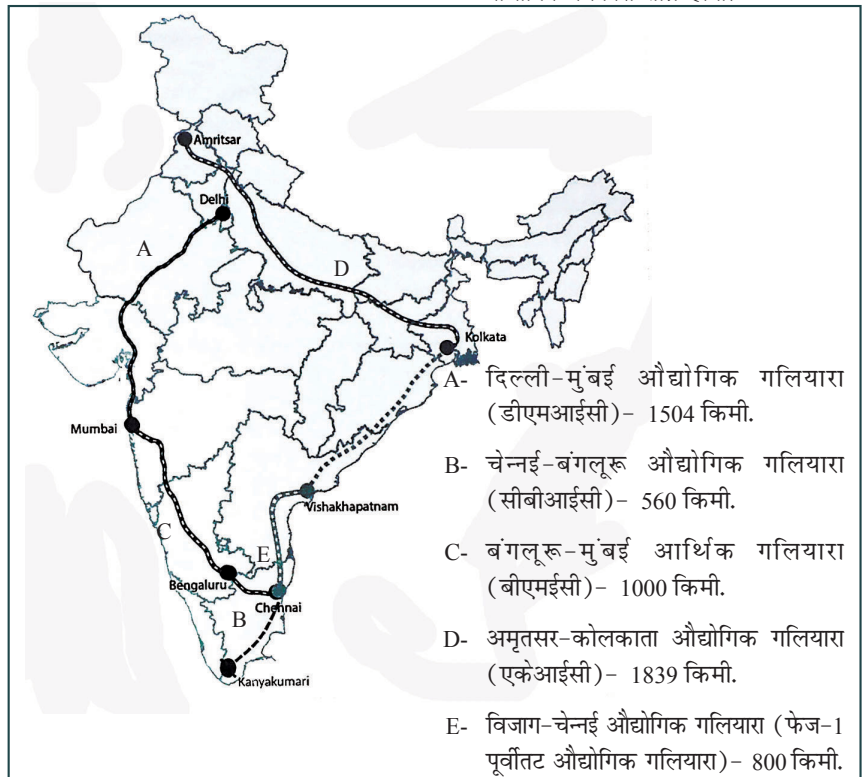 Amritsar
Delhi
A
D
Kolkata
A- दिल्ली-मुंबई औद्योगिक गलियारा
(डीएमआईसी)- 1504 किमी.
Mumbai
B- चेन्नई-बंगलूरू औद्योगिक गलियारा
(सीबीआईसी)- 560 किमी.
Vishakhapatnam
C
E
C- बंगलूरू-मुंबई आर्थिक गलियारा
(बीएमईसी)- 1000 किमी.
Bengaluru
Chennai
B
D- अमृतसर-कोलकाता औद्योगिक गलियारा
(एकेआईसी)- 1839 किमी.
Kanyakumari
E- विजाग-चेन्नई औद्योगिक गलियारा (फेज-1
पूर्वीतट औद्योगिक गलियारा)- 800 किमी.